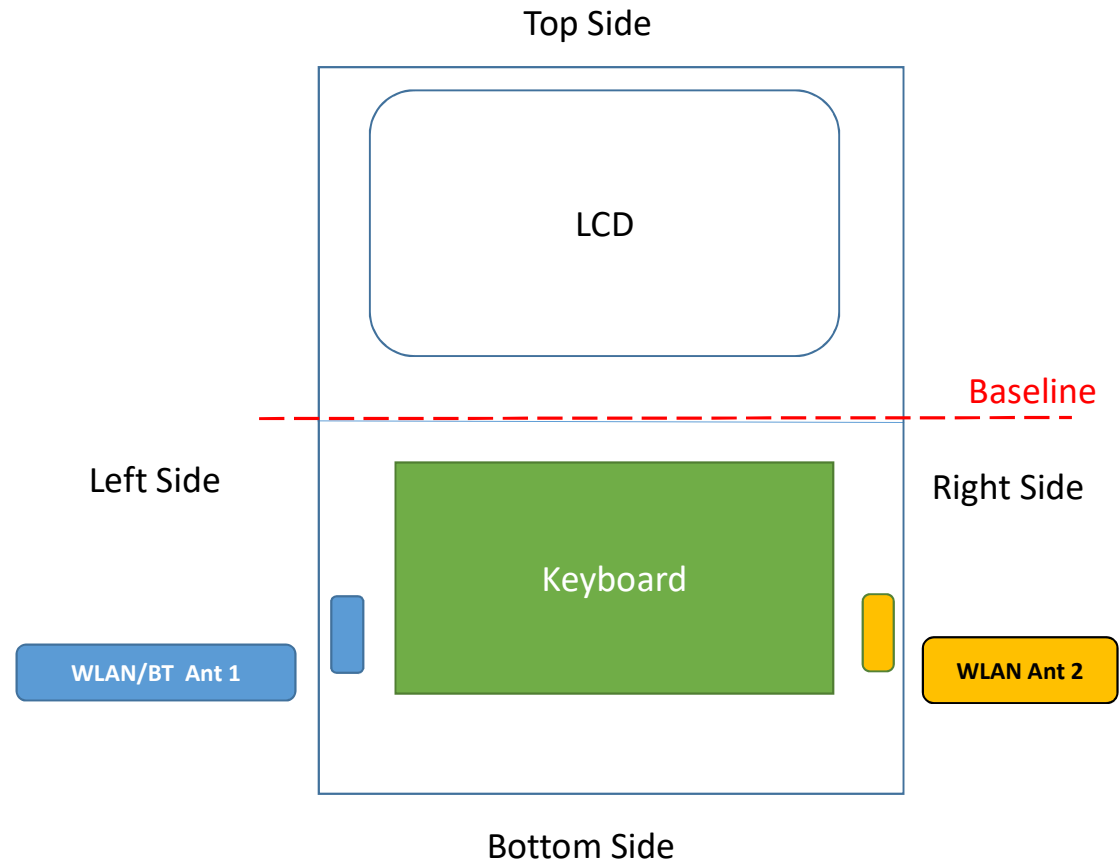 Top Side
LCD
Baseline
Left Side
Right Side
Keyboard
WLAN/BT Ant 1
WLAN Ant 2
Bottom Side